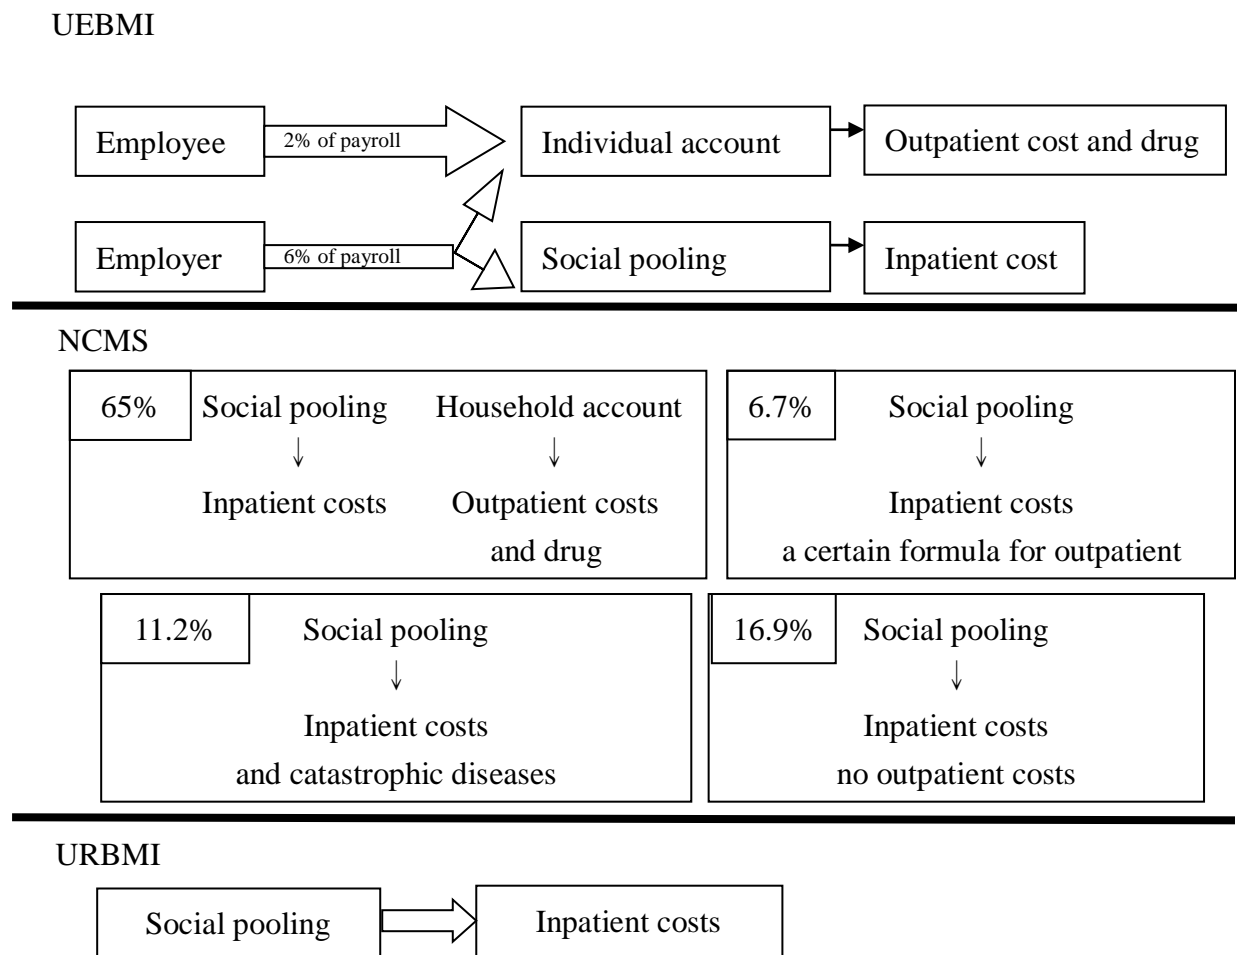 UEBMI
Employee
2% of payroll
Individual account
Outpatient cost and drug
Employer
6% of payroll
Social pooling
Inpatient cost
NCMS
65%
Social pooling
Household account
↓
↓
Inpatient costs
Outpatient costs
and drug
6.7%
Social pooling
↓
Inpatient costs
a certain formula for outpatient
11.2%
Social pooling
↓
Inpatient costs
and catastrophic diseases
16.9%
Social pooling
↓
Inpatient costs
no outpatient costs
URBMI
Social pooling
Inpatient costs